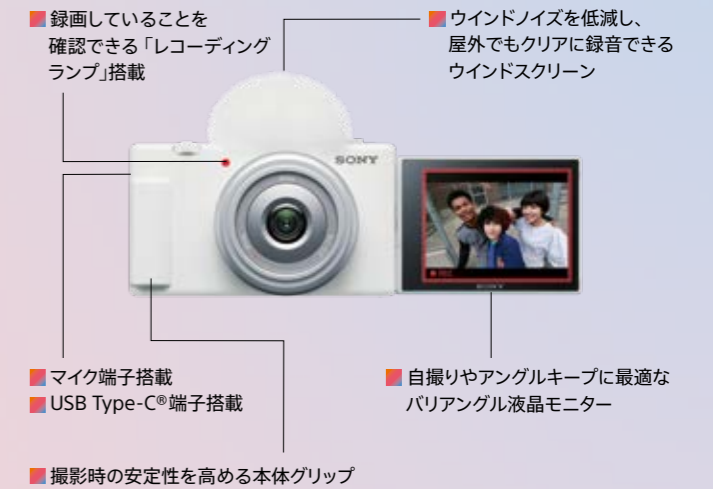 録画していることを
確認できる「レコーディング
ランプ」搭載
ウインドノイズを低減し、
屋外でもクリアに録音できる
ウインドスクリーン
SONY
REC
SONY
マイク端子搭載
USB Type-C®端子搭載
自撮りやアングルキープに最適な
バリアングル液晶モニター
撮影時の安定性を高める本体グリップ